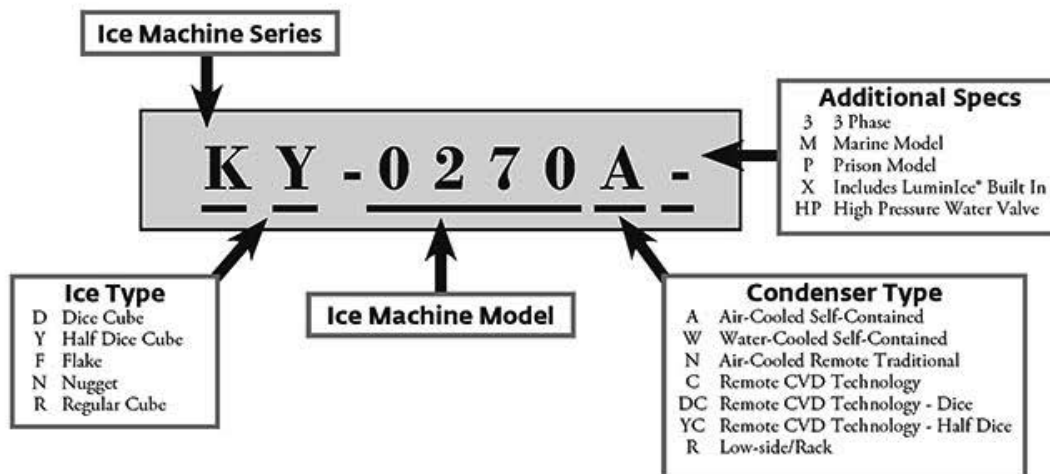 Ice Machine Series
K Y - 0 2 7 0 A -
Additional Specs
3 3 Phase
M Marine Model
P Prison Model
X Includes LuminIce® Built In
HP High Pressure Water Valve
Ice Type
D Dice Cube
Y Half Dice Cube
F Flake
N Nugget
R Regular Cube
Ice Machine Model
Condenser Type
A Air-Cooled Self-Contained
W Water-Cooled Self-Contained
N Air-Cooled Remote Traditional
C Remote CVD Technology
DC Remote CVD Technology - Dice
YC Remote CVD Technology - Half Dice
R Low-side/Rack